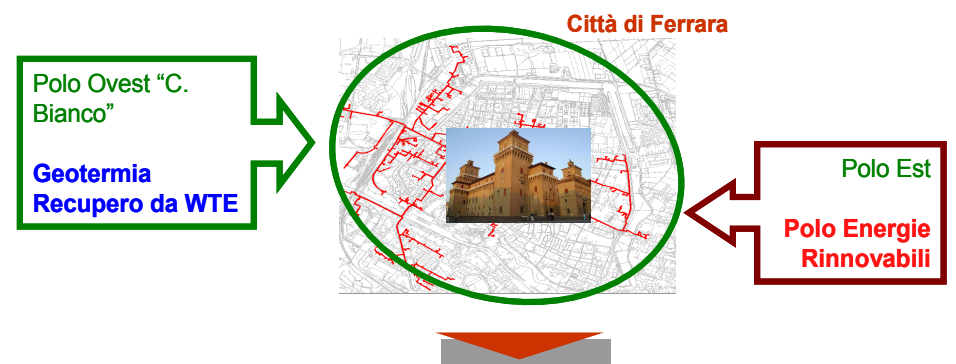 Città di Ferrara
Polo Ovest “C.
Bianco”
Geotermia
Recupero da WTE
Polo Est
Polo Energie
Rinnovabili